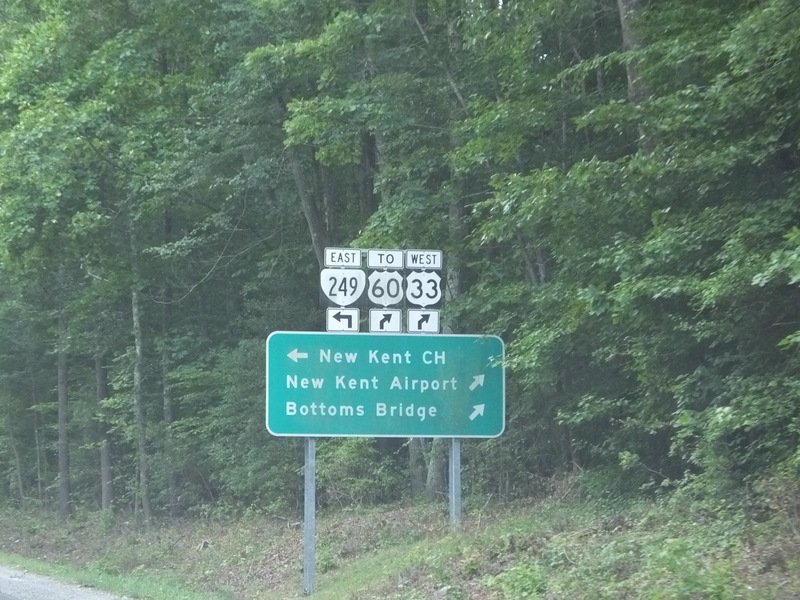 EAST TO WEST
249 60 33
New Kent CH
New Kent Airport
Bottoms Bridge